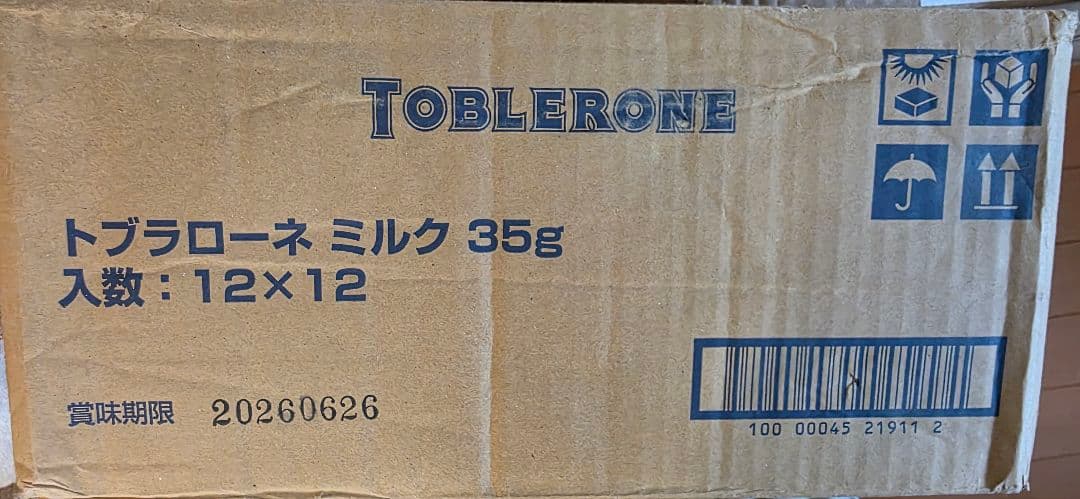 TOBLERONE
トブラローネ ミルク 35g
入数：12×12
賞味期限 20260626
100 00045 21911 2